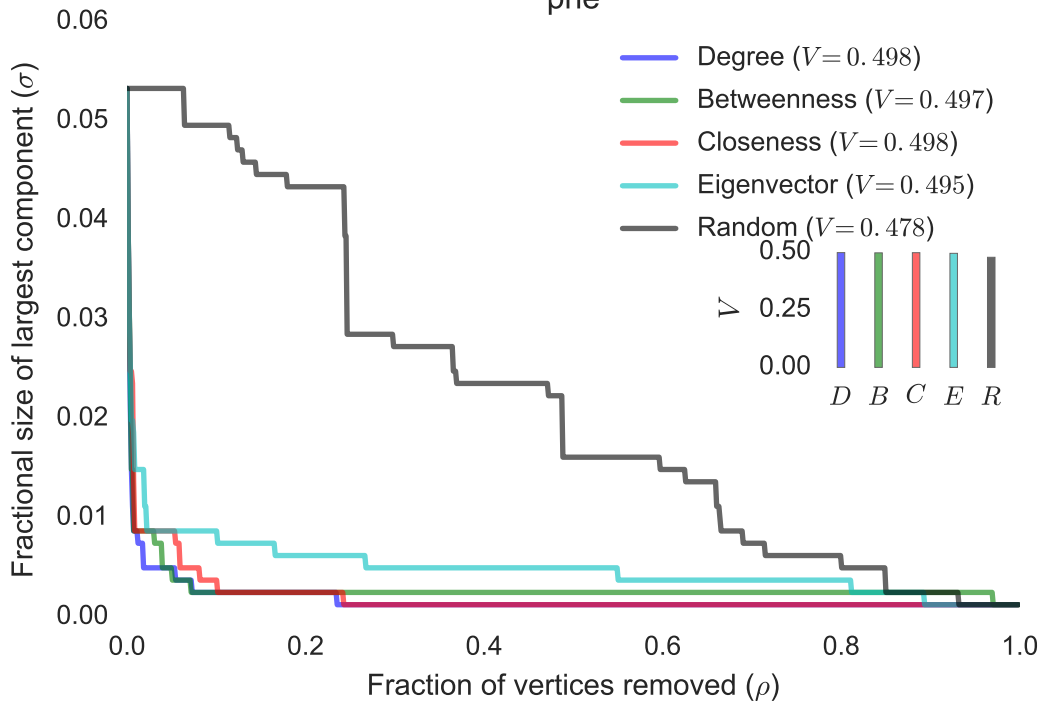 phe
0.06
0.05
0.04
0.03
0.02
0.01
0.00
Fractional size of largest component (σ)
Degree (V = 0.498)
Betweenness (V = 0.497)
Closeness (V = 0.498)
Eigenvector (V = 0.495)
Random (V = 0.478)
0.50
0.25
0.00
V
D B C E R
0.0 0.2 0.4 0.6 0.8 1.0
Fraction of vertices removed (ρ)